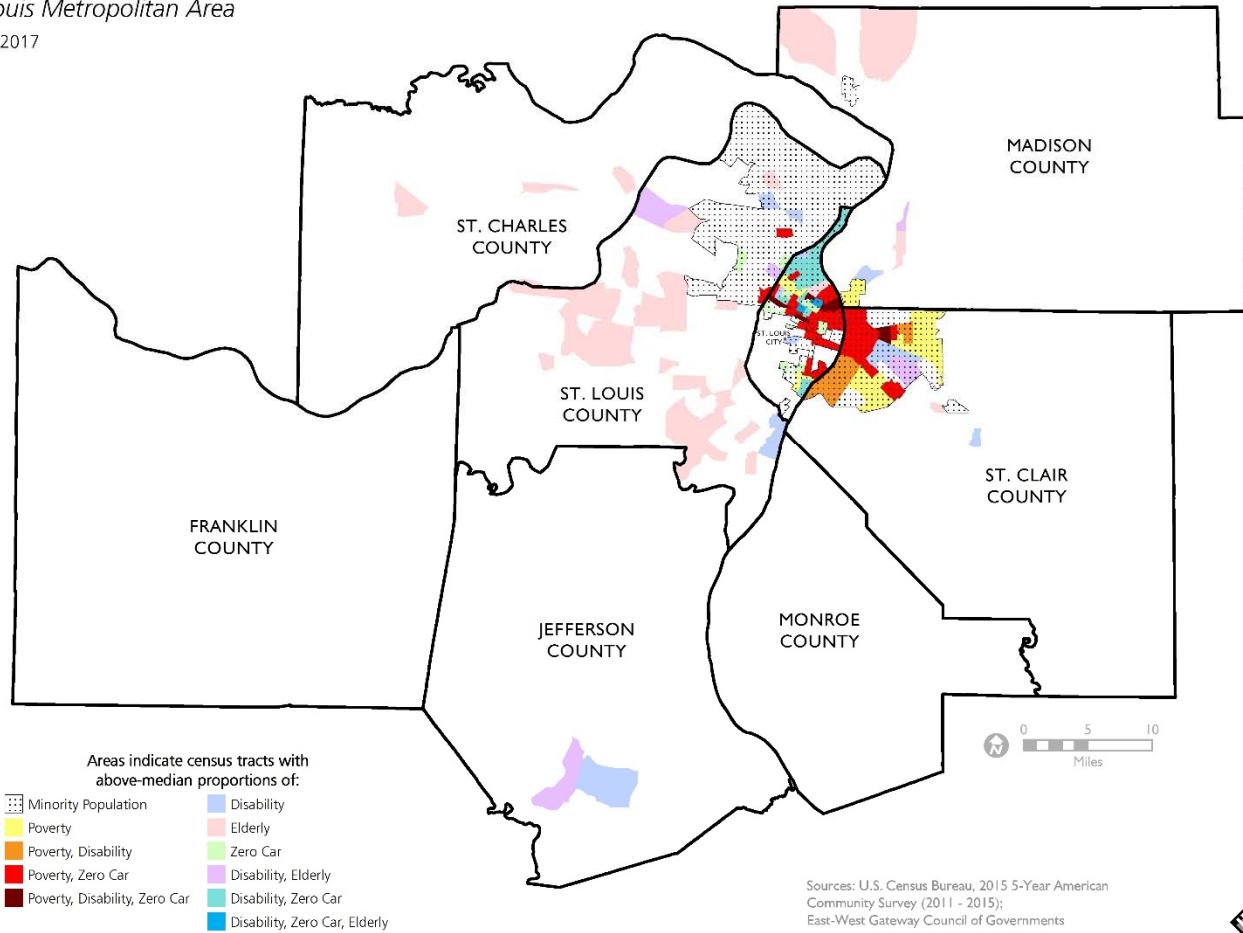 ouis Metropolitan Area
2017
MADISON
COUNTY
ST. CHARLES
COUNTY
ST. LOUIS
CITY
ST. LOUIS
COUNTY
ST. CLAIR
COUNTY
FRANKLIN
COUNTY
JEFFERSON
COUNTY
MONROE
COUNTY
0 5 10
Miles
Areas indicate census tracts with
above-median proportions of:
Minority Population
Poverty
Poverty, Disability
Poverty, Zero Car
Poverty, Disability, Zero Car
Disability
Elderly
Zero Car
Disability, Elderly
Disability, Zero Car
Disability, Zero Car, Elderly
Sources: U.S. Census Bureau, 2015 5-Year American
Community Survey (2011 - 2015);
East-West Gateway Council of Governments